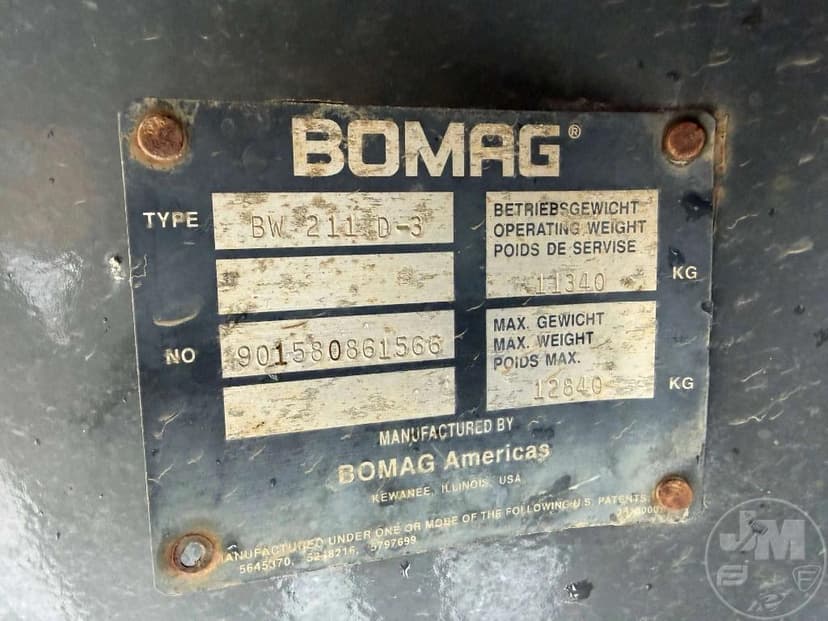 BOMAG®
TYPE BW 211 D-3
BETRIEBSGEWICHT
OPERATING WEIGHT
POIDS DE SERVISE
11340 KG
NO 901580861566
MAX. GEWICHT
MAX. WEIGHT
POIDS MAX.
12840 KG
MANUFACTURED BY
BOMAG Americas
KEWANEE, ILLINOIS, USA
MANUFACTURED UNDER ONE OR MORE OF THE FOLLOWING U.S. PATENTS
5645370, 5248216, 5797699
JM